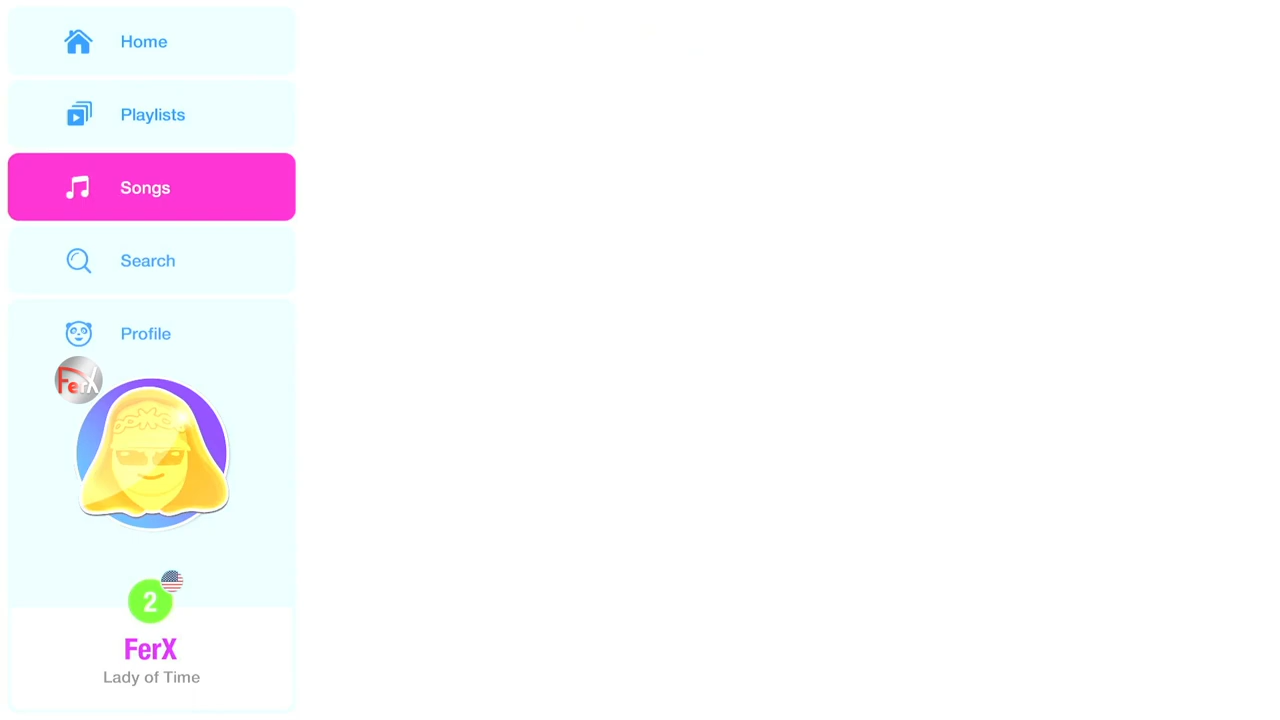 Home
Playlists
Songs
Search
Profile
FerX
2
FerX
Lady of Time